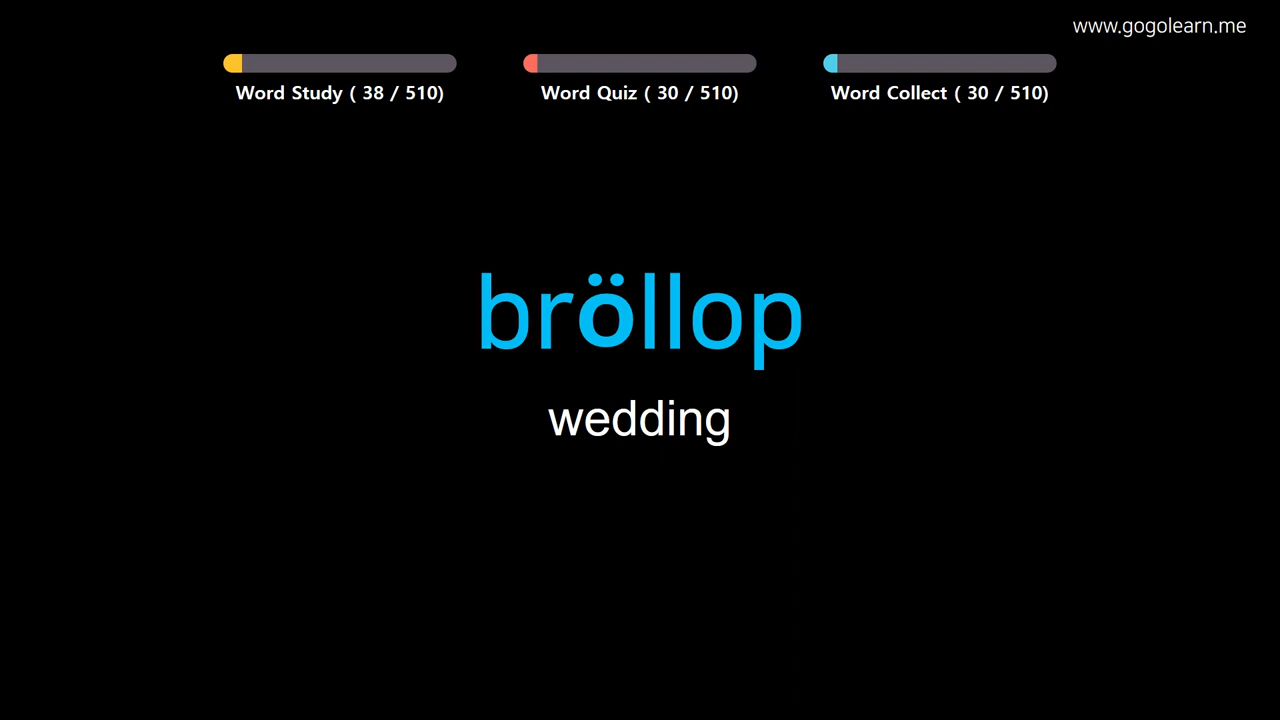 www.gogolearn.me
Word Study ( 38 / 510)
Word Quiz ( 30 / 510)
Word Collect ( 30 / 510)
bröllop
wedding